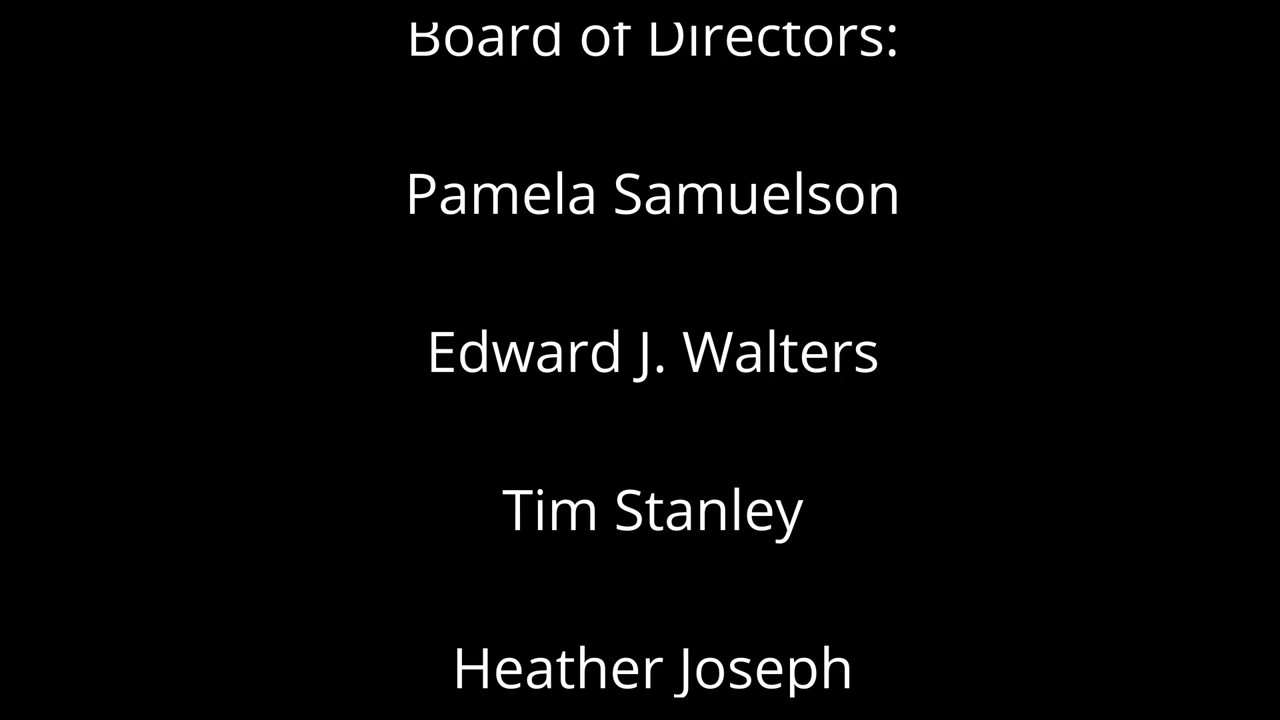 Board of Directors:
Pamela Samuelson
Edward J. Walters
Tim Stanley
Heather Joseph